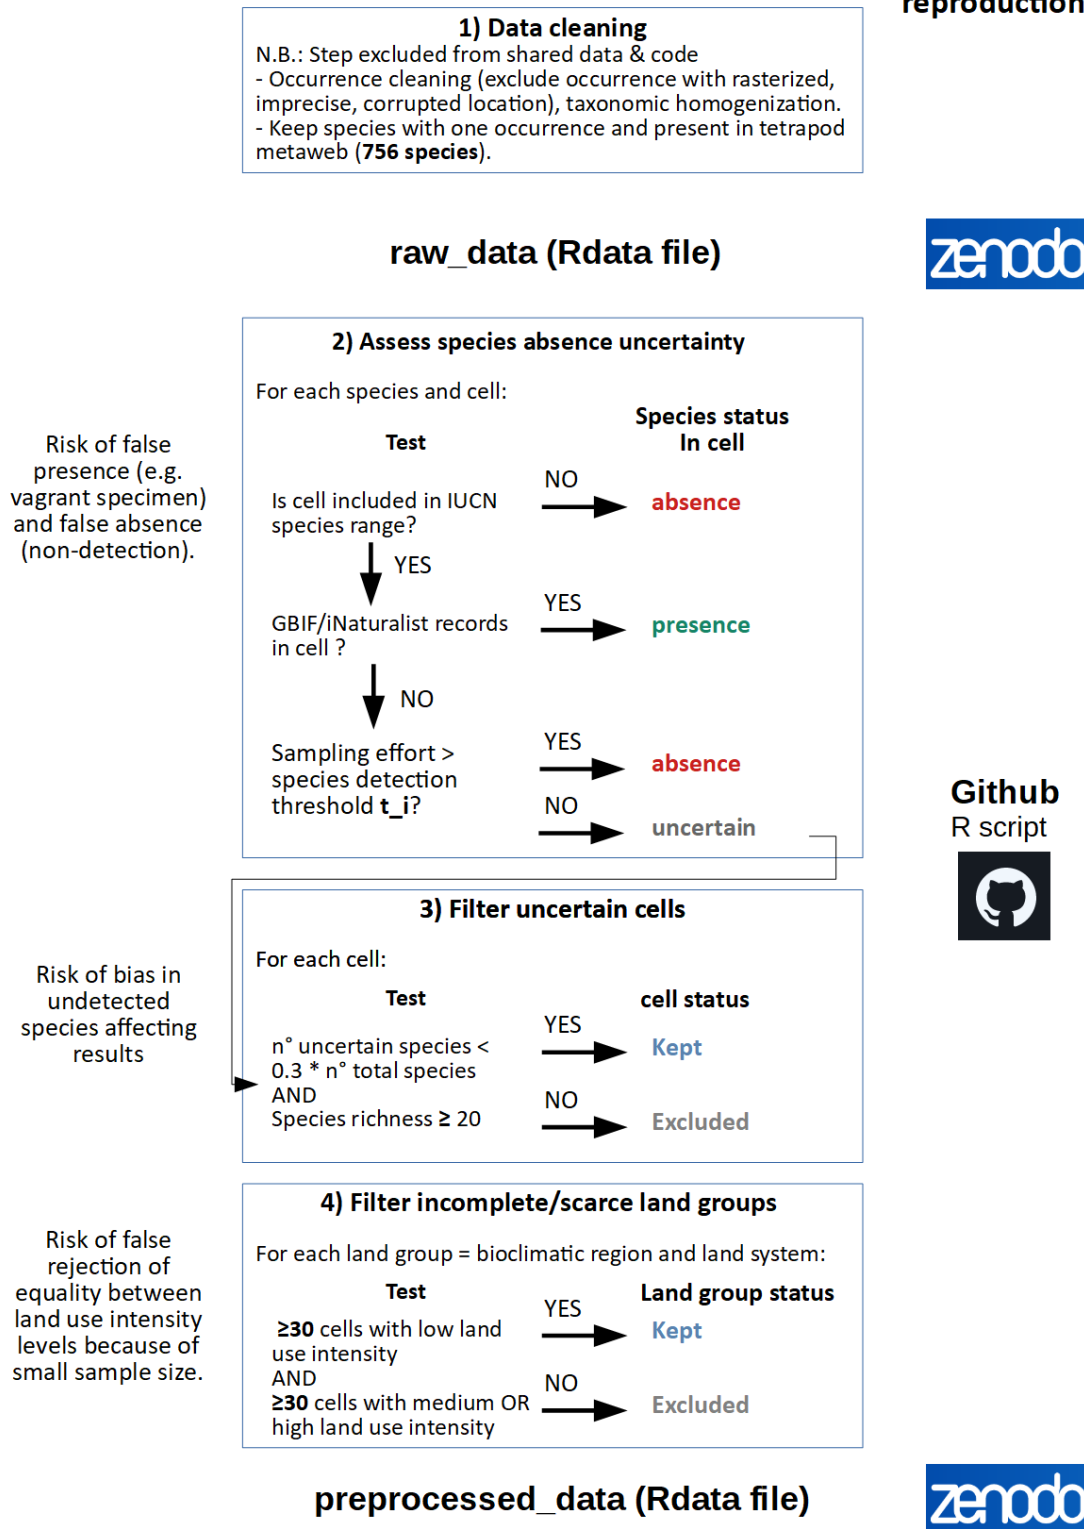 reproduction
1) Data cleaning
N.B.: Step excluded from shared data & code
- Occurrence cleaning (exclude occurrence with rasterized,
imprecise, corrupted location), taxonomic homogenization.
- Keep species with one occurrence and present in tetrapod
metaweb (756 species).
raw_data (Rdata file)
zenodo
2) Assess species absence uncertainty
For each species and cell:
Test
Species status
In cell
Risk of false
presence (e.g.
vagrant specimen)
and false absence
(non-detection).
Is cell included in IUCN
species range?
NO
absence
YES
GBIF/iNaturalist records
in cell ?
YES
presence
NO
Sampling effort >
species detection
threshold t_i?
YES
absence
NO
uncertain
Github
R script
3) Filter uncertain cells
For each cell:
Test
cell status
Risk of bias in
undetected
species affecting
results
n° uncertain species <
0.3 * n° total species
AND
Species richness ≥ 20
YES
Kept
NO
Excluded
4) Filter incomplete/scarce land groups
For each land group = bioclimatic region and land system:
Test
Land group status
Risk of false
rejection of
equality between
land use intensity
levels because of
small sample size.
≥30 cells with low land
use intensity
AND
≥30 cells with medium OR
high land use intensity
YES
Kept
NO
Excluded
preprocessed_data (Rdata file)
zenodo